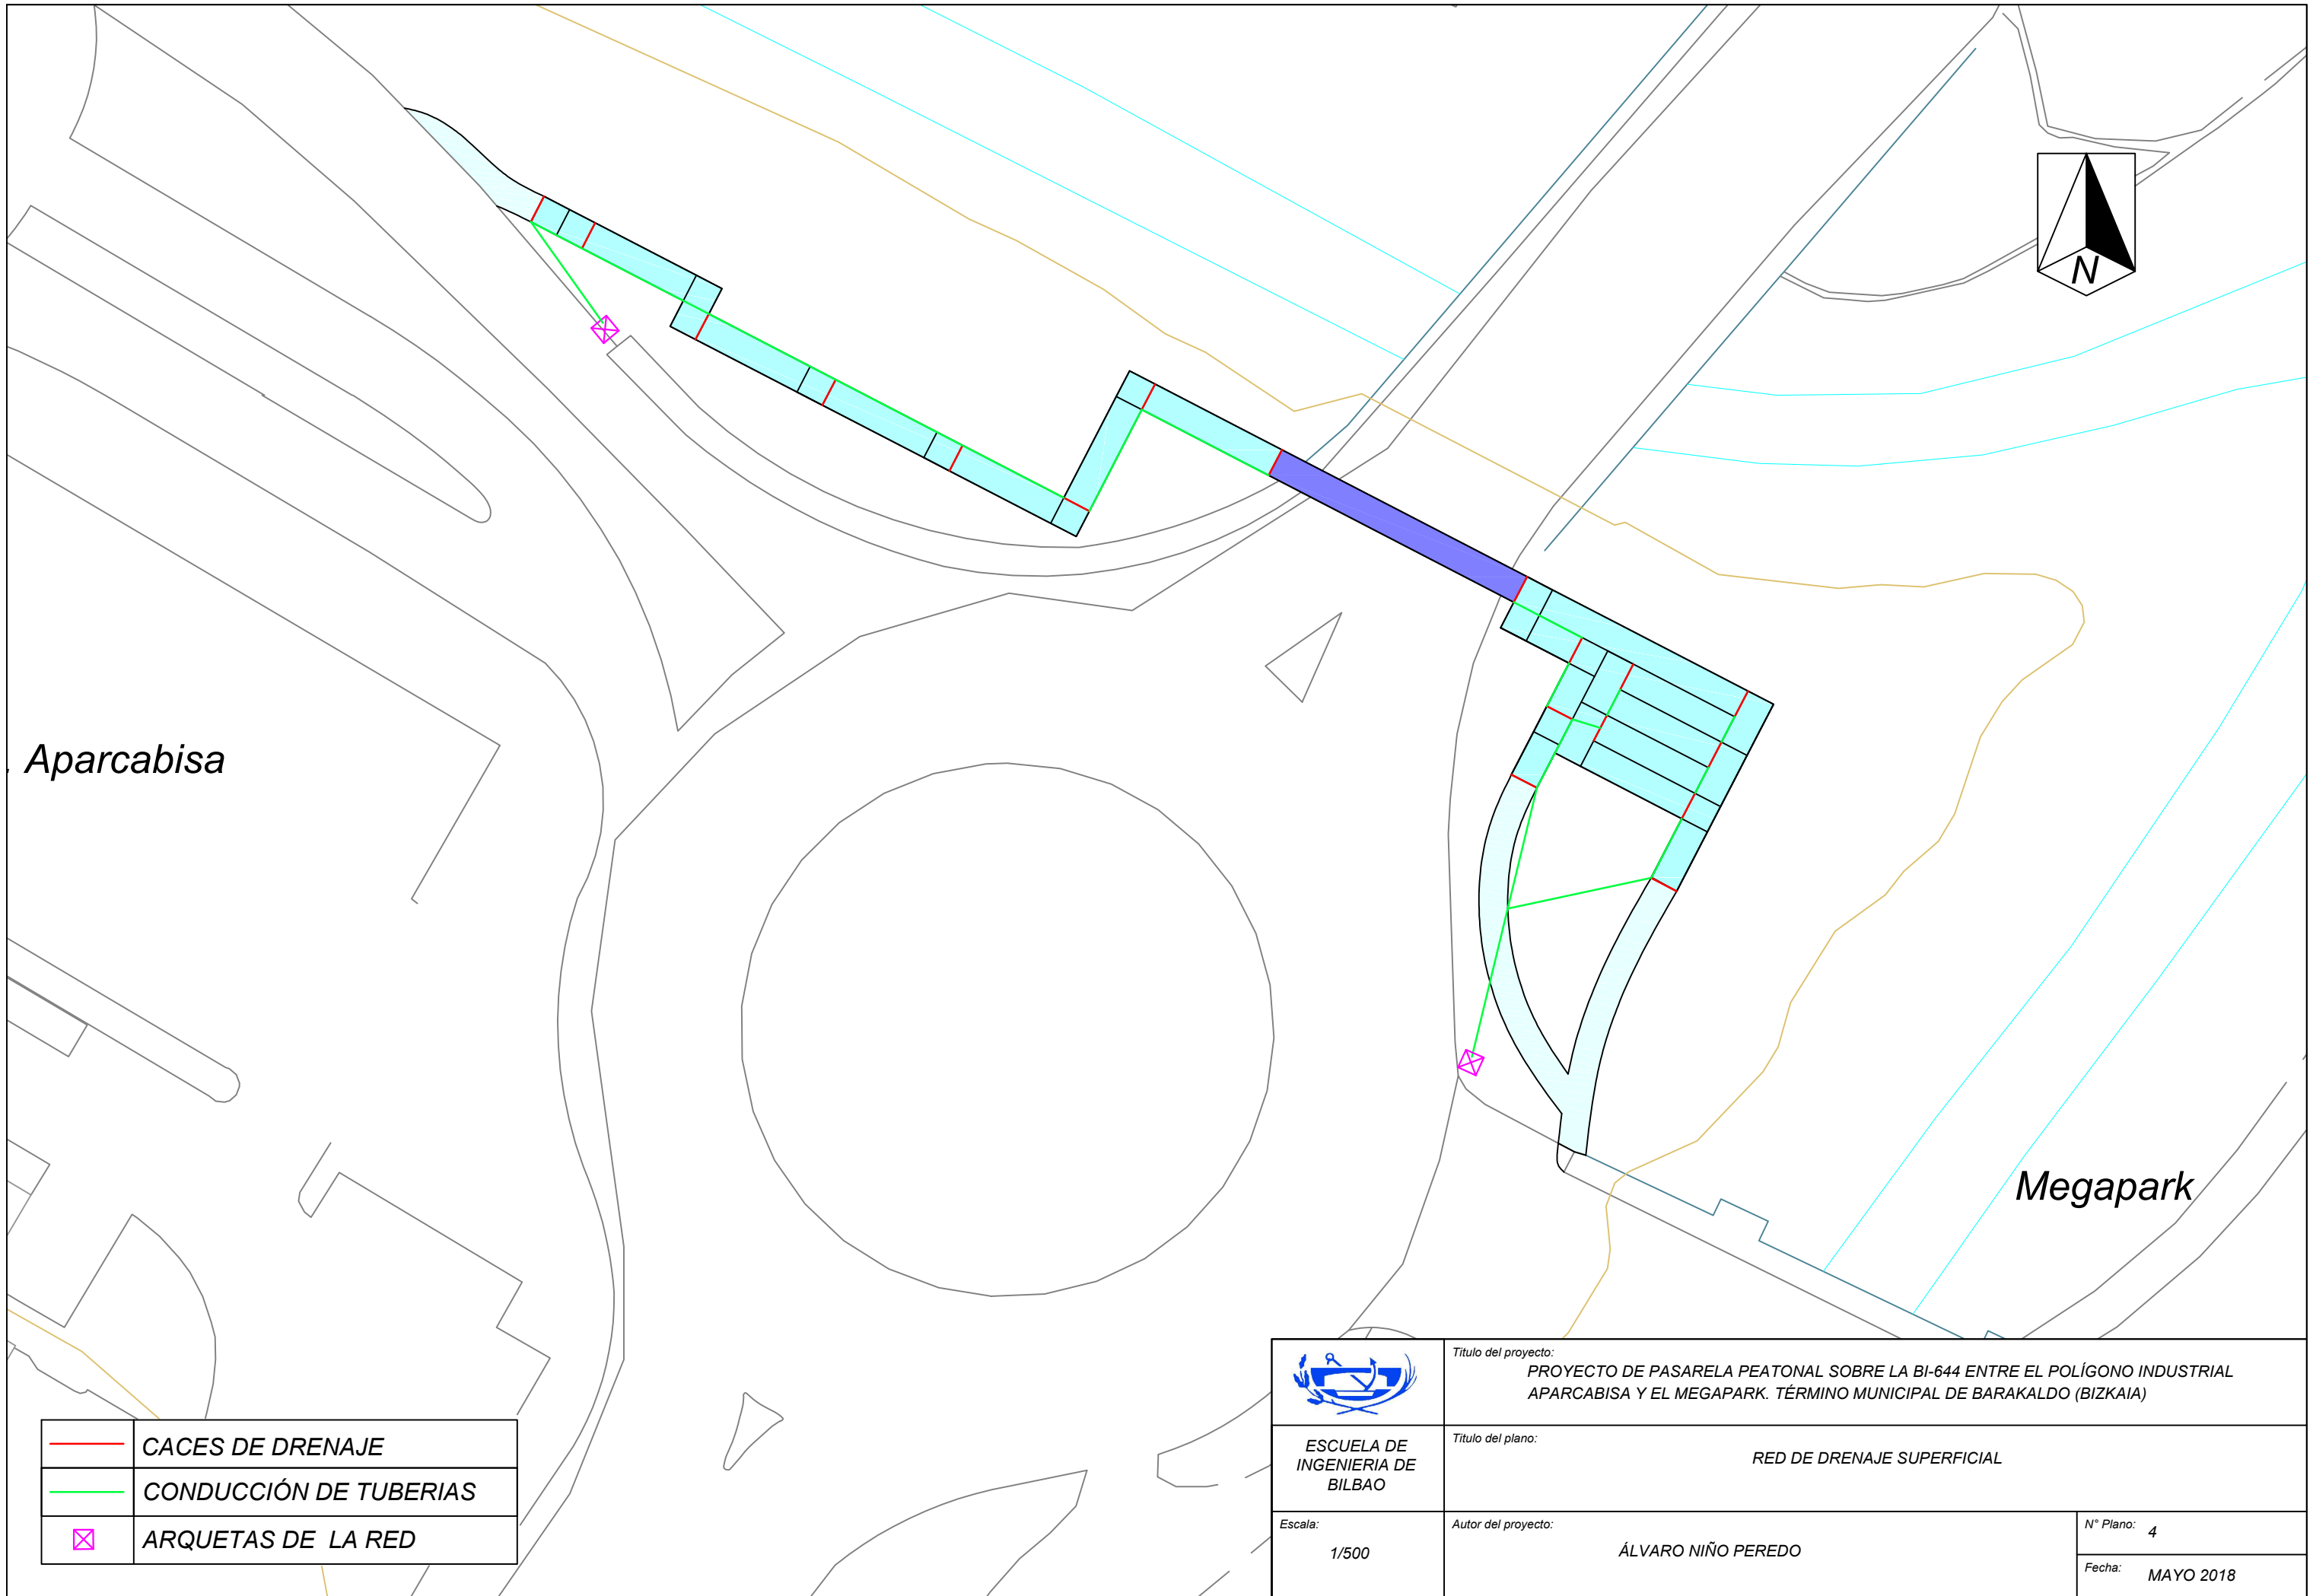 N
Aparcabisa
Megapark
CACES DE DRENAJE
CONDUCCIÓN DE TUBERIAS
ARQUETAS DE LA RED
Titulo del proyecto:
PROYECTO DE PASARELA PEATONAL SOBRE LA BI-644 ENTRE EL POLÍGONO INDUSTRIAL
APARCABISA Y EL MEGAPARK. TÉRMINO MUNICIPAL DE BARAKALDO (BIZKAIA)
ESCUELA DE
INGENIERIA DE
BILBAO
Titulo del plano:
RED DE DRENAJE SUPERFICIAL
Escala:
1/500
Autor del proyecto:
ÁLVARO NIÑO PEREDO
N° Plano: 4
Fecha: MAYO 2018